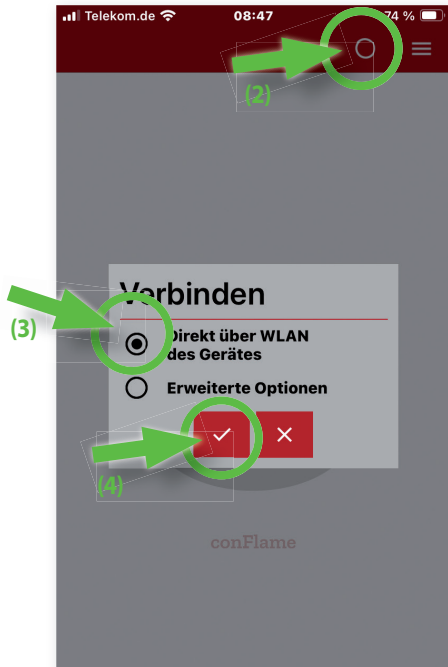 Telekom.de 08:47 74 %
(2)
Verbinden
(3)
Direkt über WLAN
des Gerätes
Erweiterte Optionen
(4)
conFlame